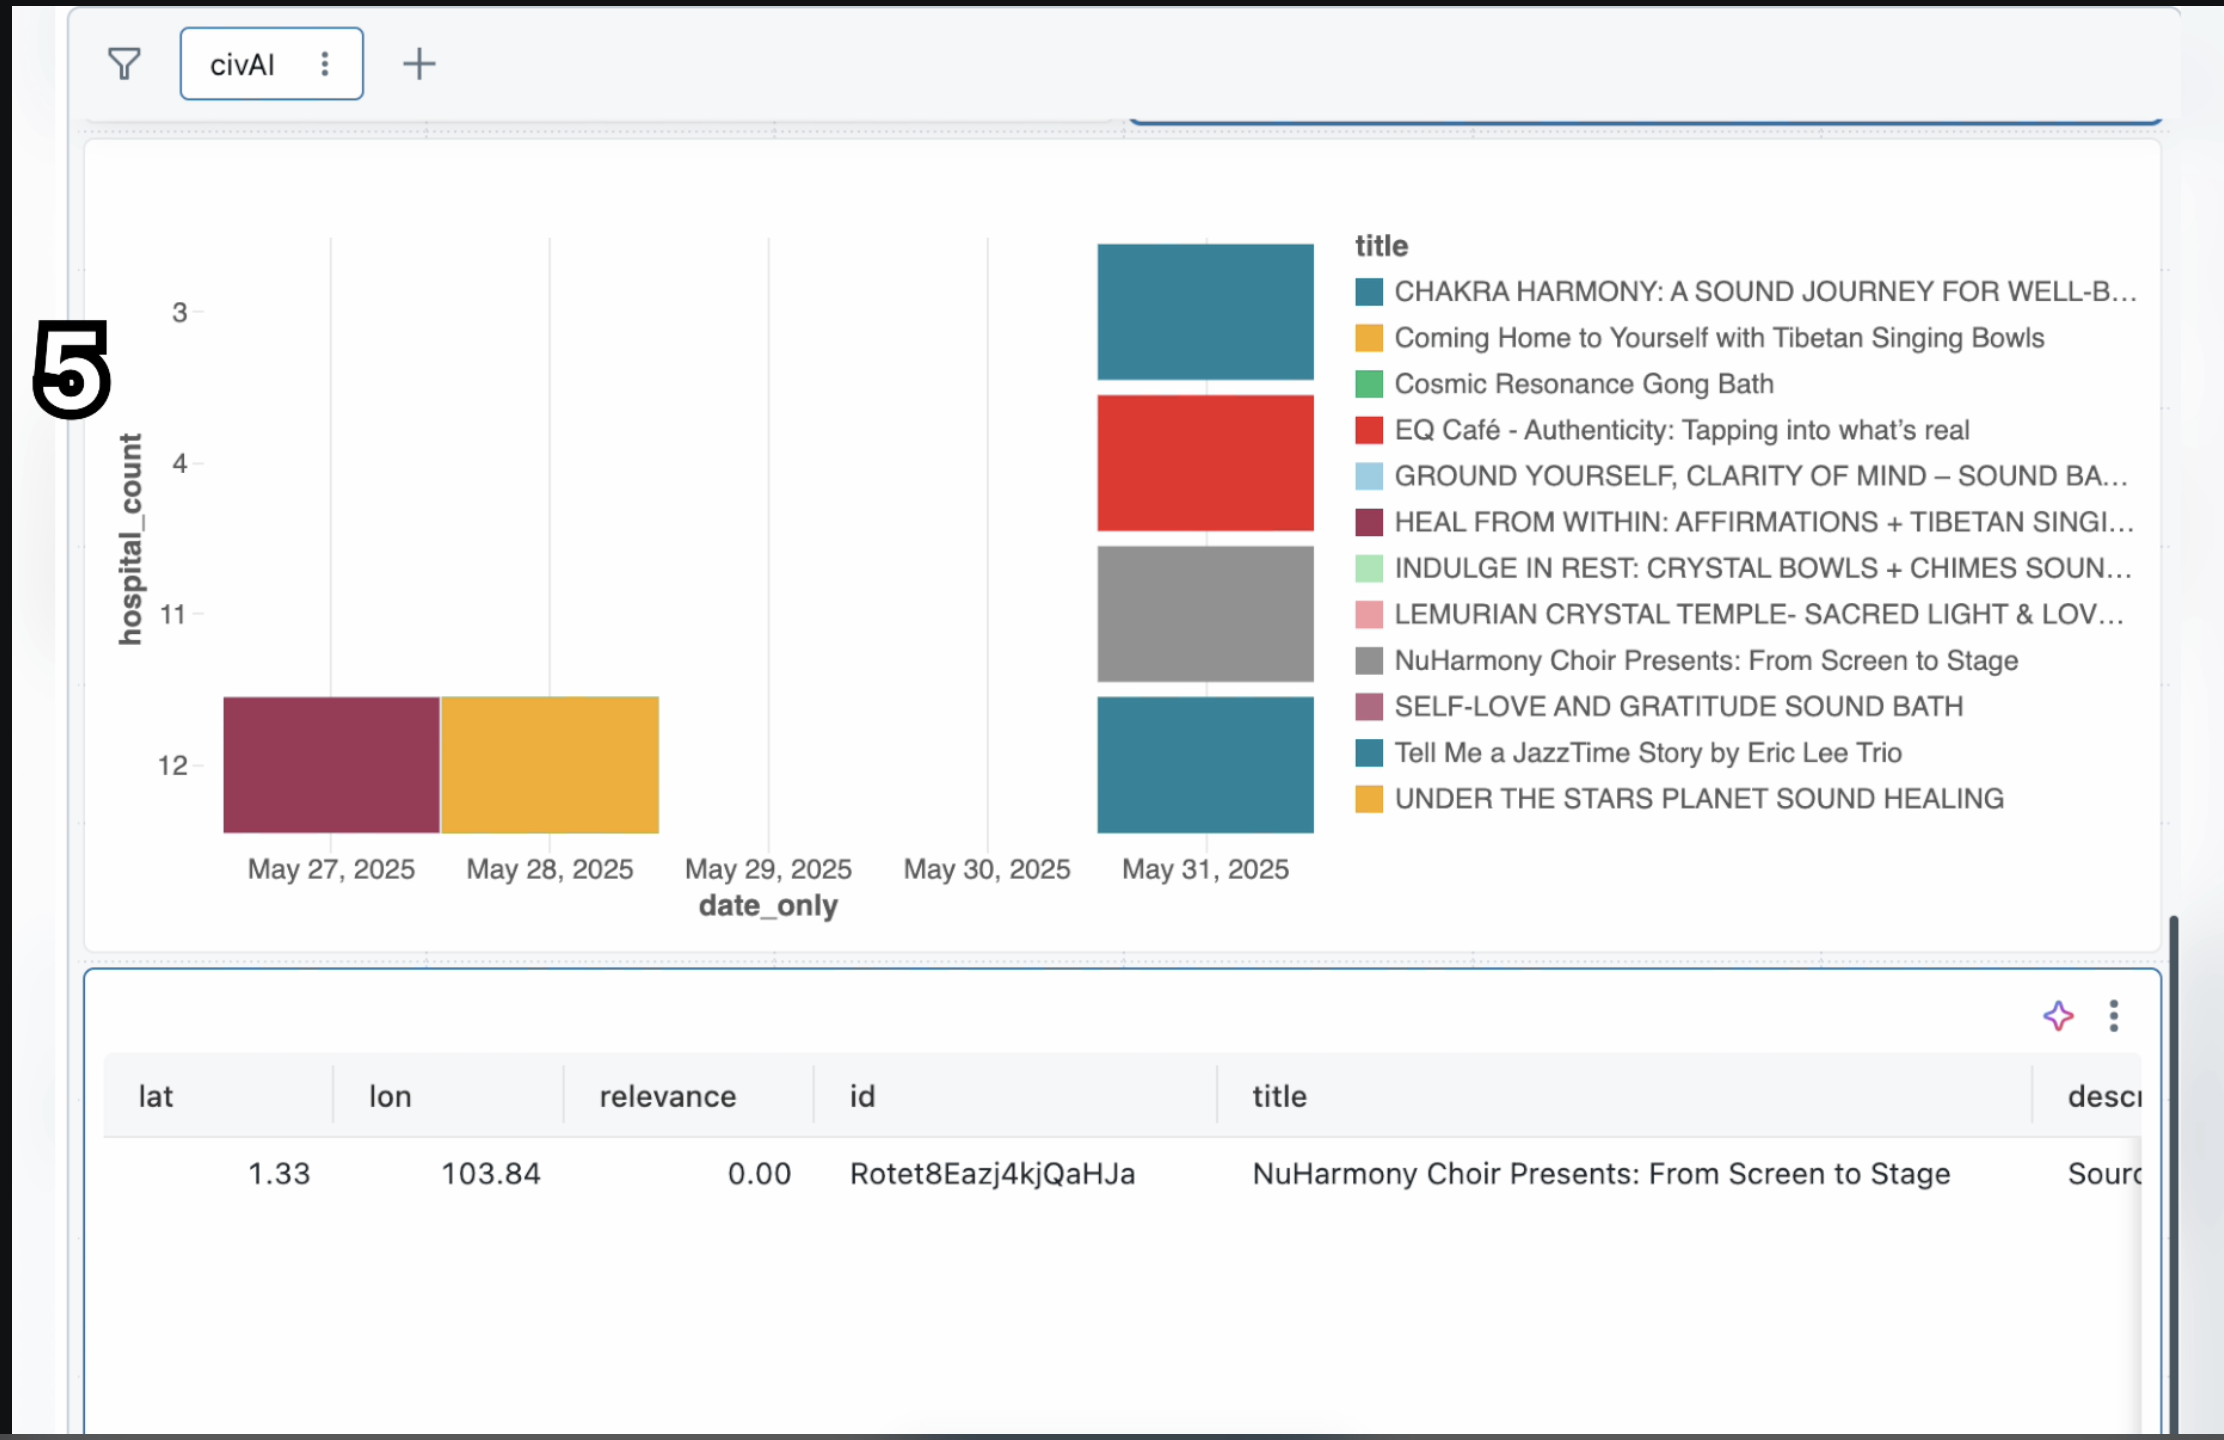 civAI
5
hospital_count
3
4
11
12
May 27, 2025
May 28, 2025
May 29, 2025
May 30, 2025
May 31, 2025
date_only
title
CHAKRA HARMONY: A SOUND JOURNEY FOR WELL-B…
Coming Home to Yourself with Tibetan Singing Bowls
Cosmic Resonance Gong Bath
EQ Café - Authenticity: Tapping into what’s real
GROUND YOURSELF, CLARITY OF MIND – SOUND BA…
HEAL FROM WITHIN: AFFIRMATIONS + TIBETAN SINGI…
INDULGE IN REST: CRYSTAL BOWLS + CHIMES SOUN…
LEMURIAN CRYSTAL TEMPLE- SACRED LIGHT & LOV…
NuHarmony Choir Presents: From Screen to Stage
SELF-LOVE AND GRATITUDE SOUND BATH
Tell Me a JazzTime Story by Eric Lee Trio
UNDER THE STARS PLANET SOUND HEALING
lat lon relevance id title
1.33 103.84 0.00 Rotet8Eazj4kjQaHJa NuHarmony Choir Presents: From Screen to Stage